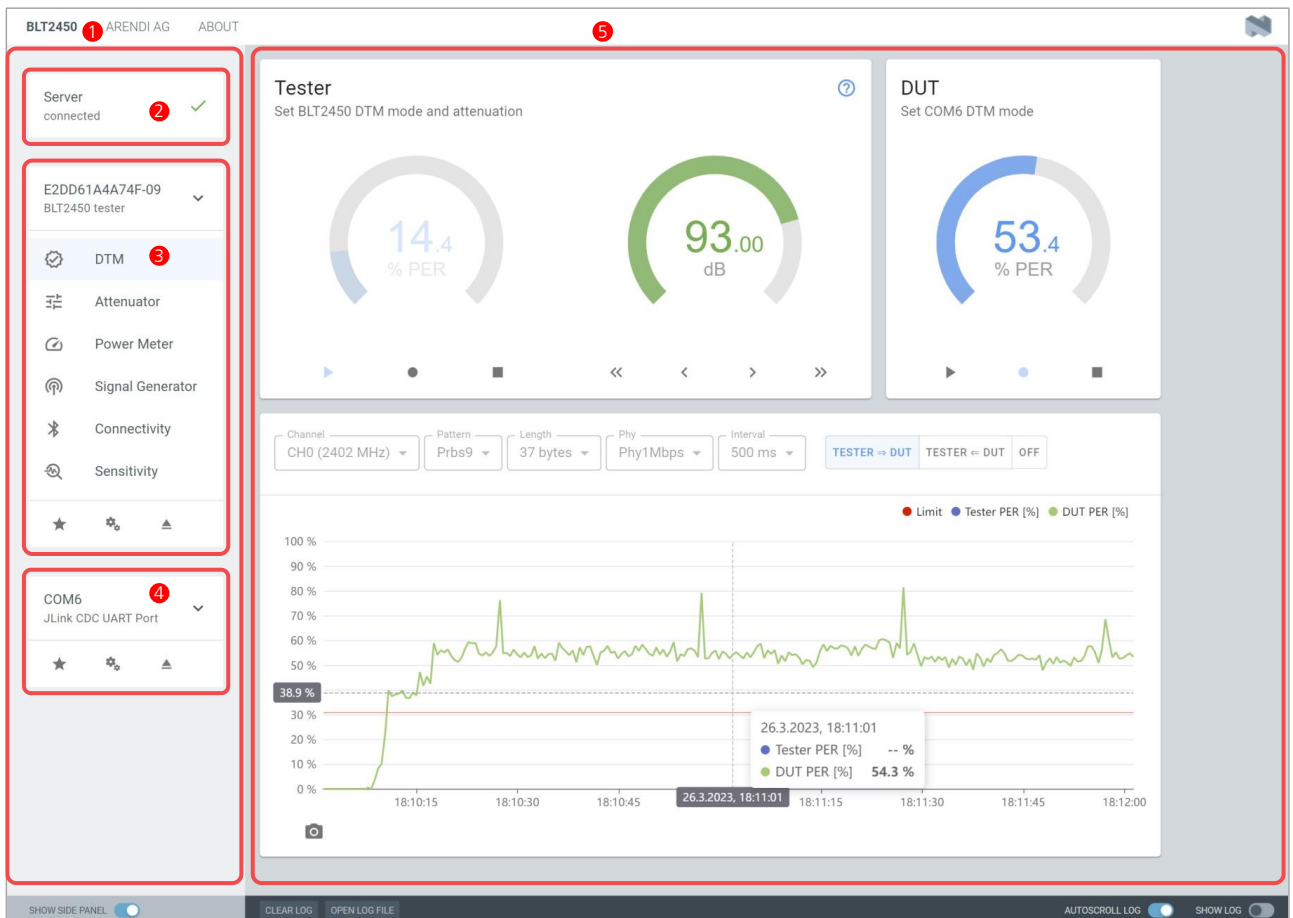 BLT2450 ARENDI AG ABOUT
1
5
Server
connected
2
E2DD61A4A74F-09
BLT2450 tester
DTM
3
Attenuator
Power Meter
Signal Generator
Connectivity
Sensitivity
COM6
JLink CDC UART Port
4
Tester
Set BLT2450 DTM mode and attenuation
14.4
% PER
93.00
dB
DUT
Set COM6 DTM mode
53.4
% PER
Channel Pattern Length Phy Interval
CH0 (2402 MHz) Prbs9 37 bytes Phy1Mbps 500 ms TESTER ⇒ DUT TESTER ⇐ DUT OFF
Limit Tester PER [%] DUT PER [%]
100 %
90 %
80 %
70 %
60 %
50 %
38.9 %
30 %
20 %
10 %
0 %
26.3.2023, 18:11:01
Tester PER [%] -- %
DUT PER [%] 54.3 %
18:10:15 18:10:30 18:10:45 26.3.2023, 18:11:01 18:11:15 18:11:30 18:11:45 18:12:00
SHOW SIDE PANEL CLEAR LOG OPEN LOG FILE AUTOSCROLL LOG SHOW LOG